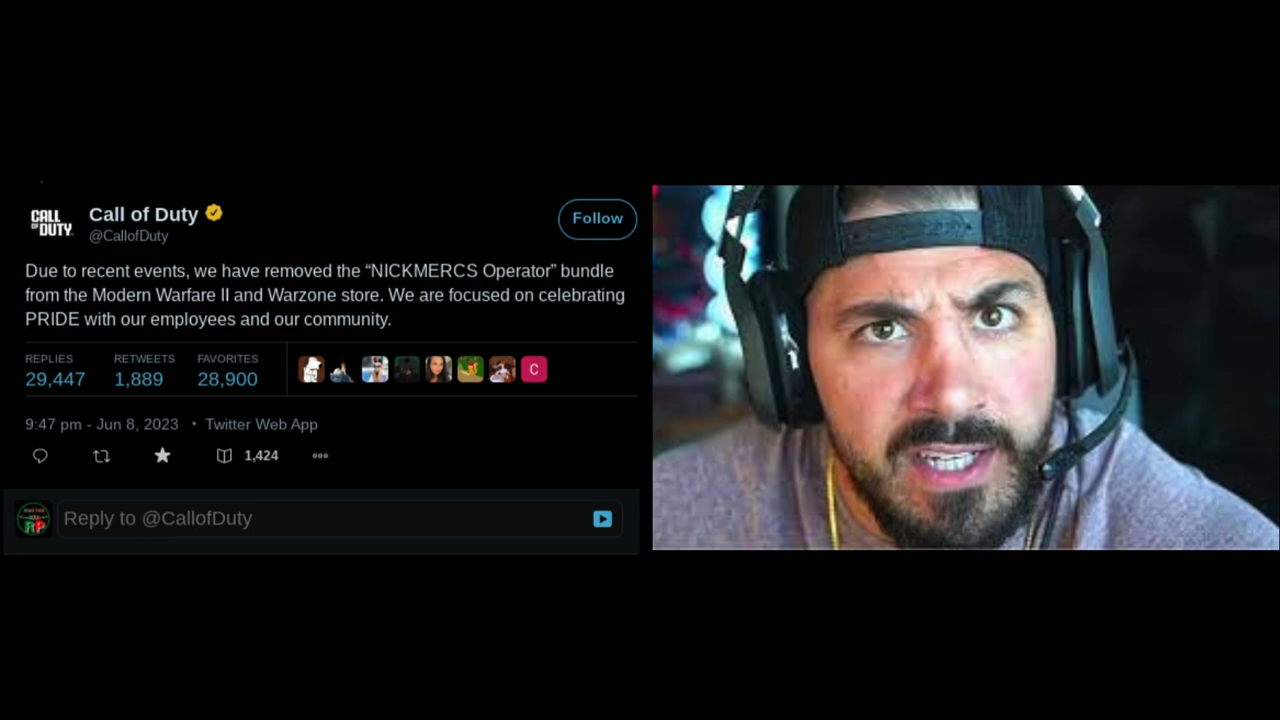 CALL
OF DUTY
Call of Duty
@CallofDuty
Follow
Due to recent events, we have removed the “NICKMERCS Operator” bundle
from the Modern Warfare II and Warzone store. We are focused on celebrating
PRIDE with our employees and our community.
REPLIES RETWEETS FAVORITES
29,447 1,889 28,900
C
9:47 pm - Jun 8, 2023 • Twitter Web App
1,424
Reply to @CallofDuty